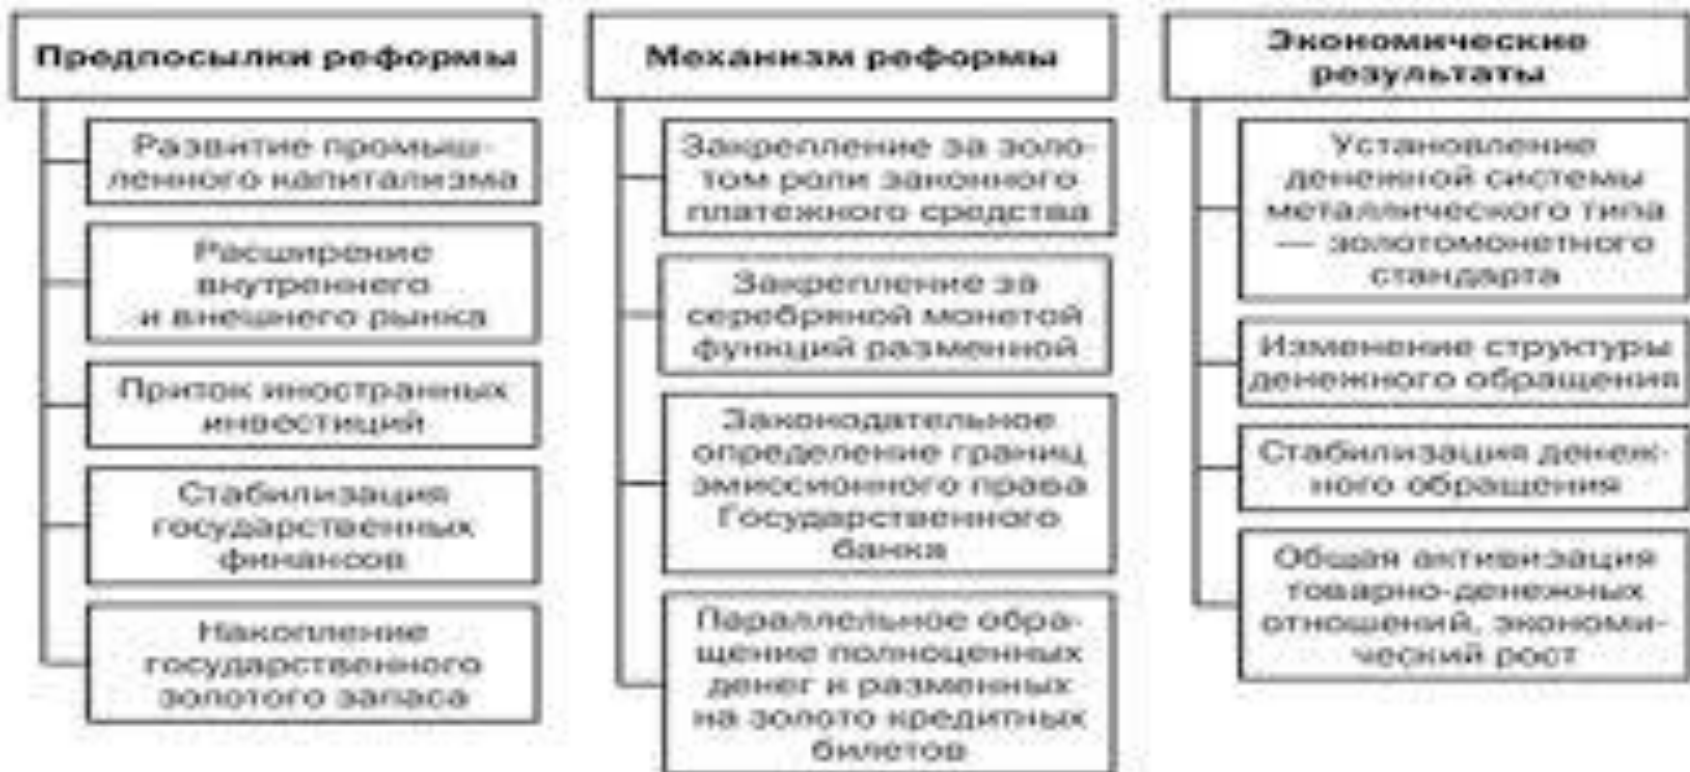 Предпосылки реформы
Развитие промыш-
ленного капитализма
Расширение
внутреннего
и внешнего рынка
Приток иностранных
инвестиций
Стабилизация
государственных
финансов
Накопление
государственного
золотого запаса
Механизм реформы
Закрепление за золо-
том роли законного
платежного средства
Закрепление за
серебряной монетой
функций разменной
Законодательное
определение границ
эмиссионного права
Государственного
банка
Параллельное обра-
щение полноценных
денег и разменных
на золото кредитных
билетов
Экономические
результаты
Установление
денежной системы
металлического типа
— золотомонетного
стандарта
Изменение структуры
денежного обращения
Стабилизация денеж-
ного обращения
Общая активизация
товарно-денежных
отношений, экономи-
ческий рост